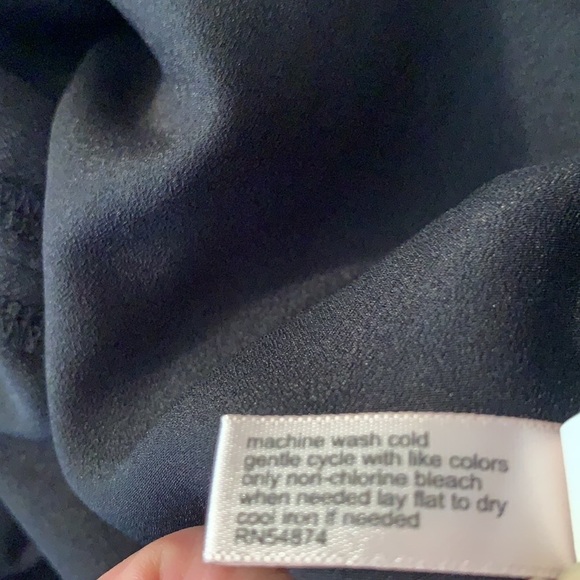 machine wash cold
gentle cycle with like colors
only non-chlorine bleach
when needed lay flat to dry
cool iron if needed
RN54874